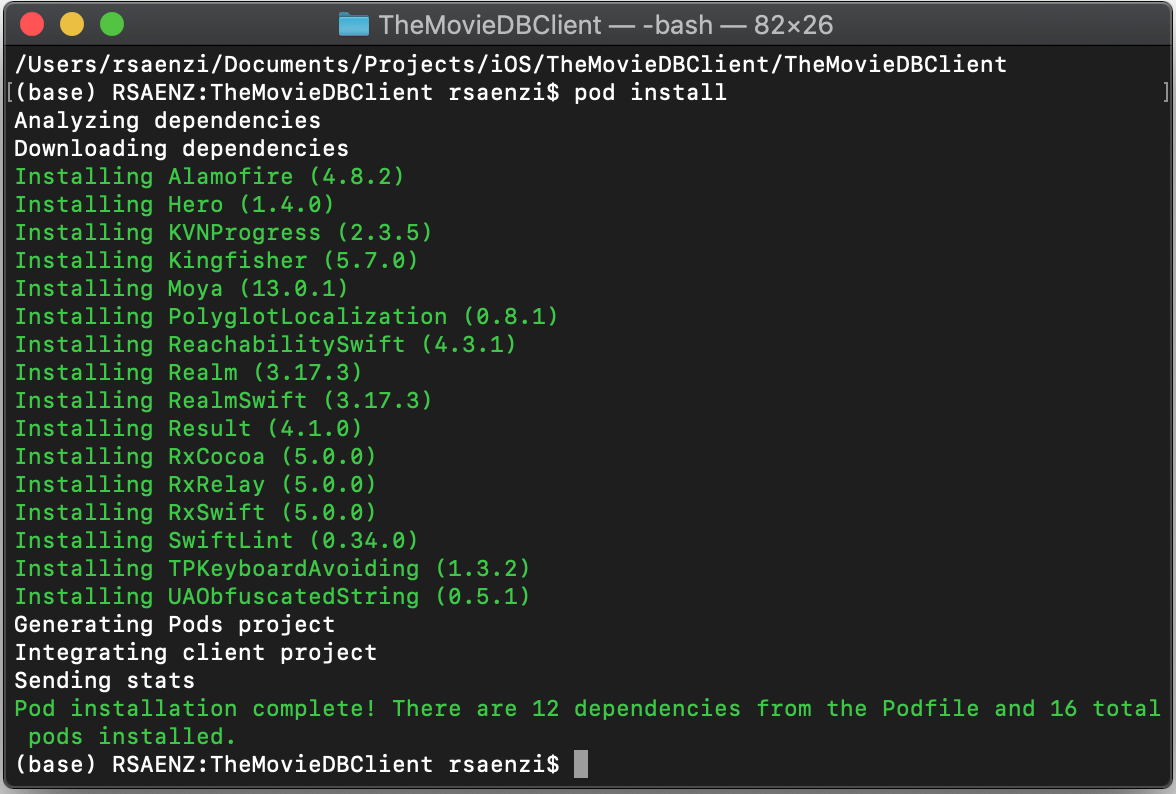 TheMovieDBClient — -bash — 82×26
/Users/rsaenzi/Documents/Projects/iOS/TheMovieDBClient/TheMovieDBClient
[(base) RSAENZ:TheMovieDBClient rsaenzi$ pod install ]
Analyzing dependencies
Downloading dependencies
Installing Alamofire (4.8.2)
Installing Hero (1.4.0)
Installing KVNProgress (2.3.5)
Installing Kingfisher (5.7.0)
Installing Moya (13.0.1)
Installing PolyglotLocalization (0.8.1)
Installing ReachabilitySwift (4.3.1)
Installing Realm (3.17.3)
Installing RealmSwift (3.17.3)
Installing Result (4.1.0)
Installing RxCocoa (5.0.0)
Installing RxRelay (5.0.0)
Installing RxSwift (5.0.0)
Installing SwiftLint (0.34.0)
Installing TPKeyboardAvoiding (1.3.2)
Installing UAObfuscatedString (0.5.1)
Generating Pods project
Integrating client project
Sending stats
Pod installation complete! There are 12 dependencies from the Podfile and 16 total
 pods installed.
(base) RSAENZ:TheMovieDBClient rsaenzi$